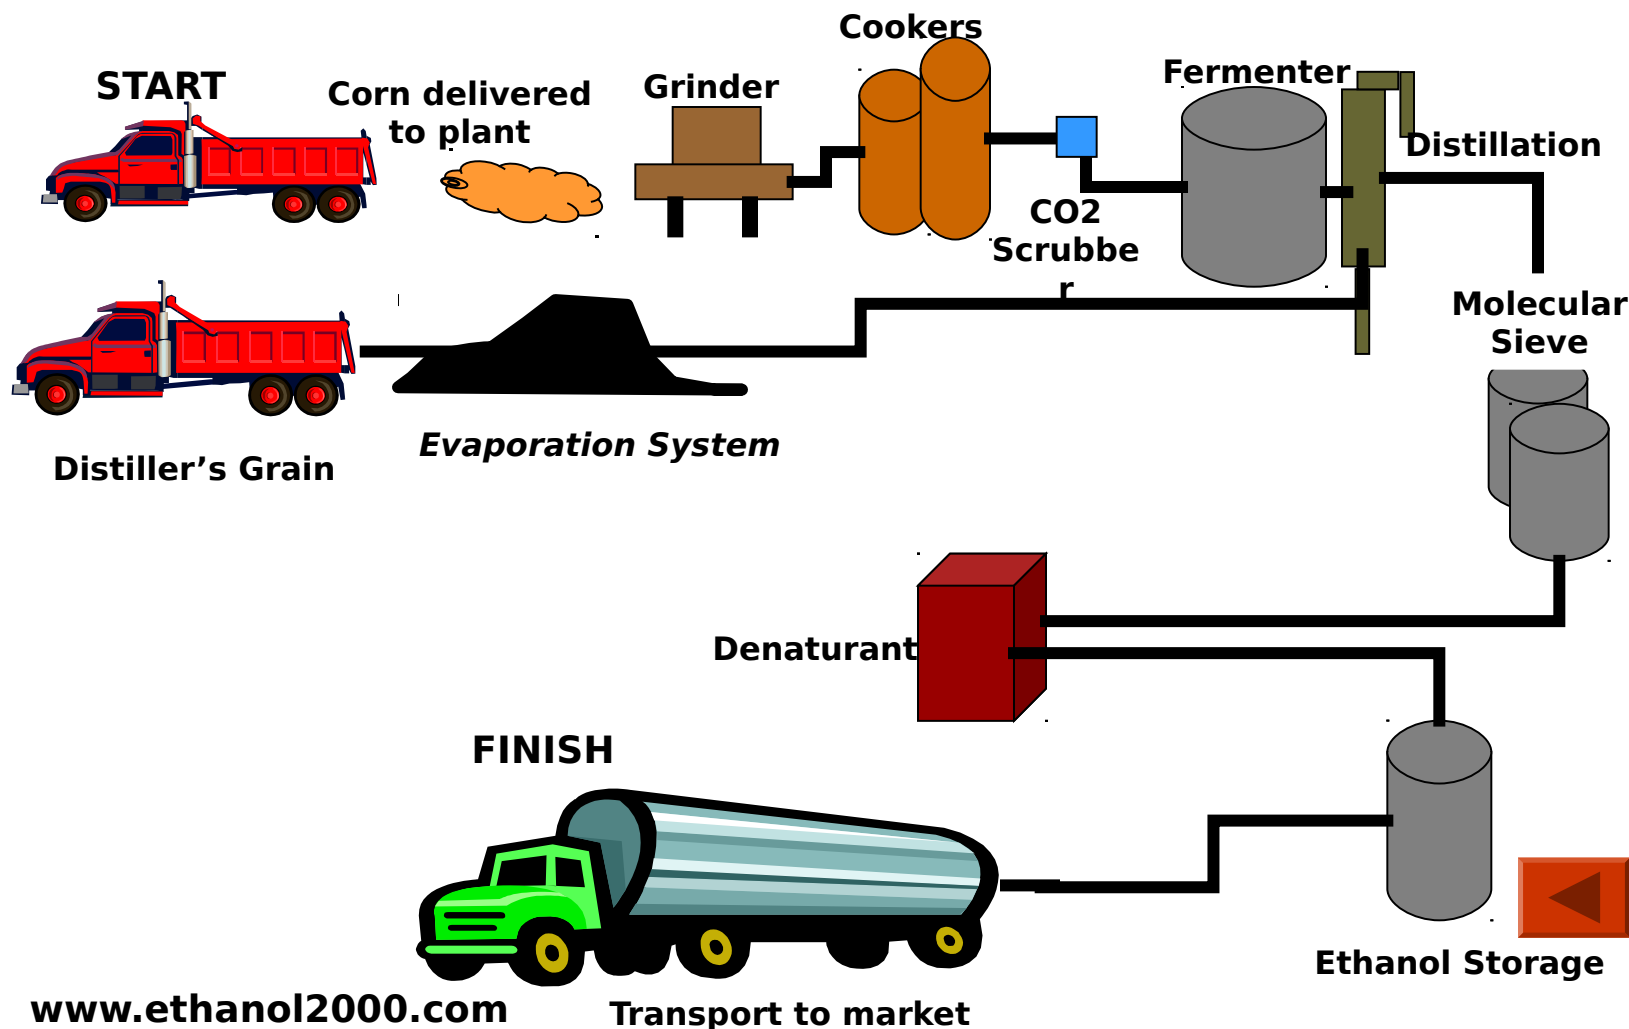 Cookers
START
Corn delivered
to plant
Grinder
Fermenter
Distillation
CO2
Scrubbe
r
Molecular
Sieve
Evaporation System
Distiller’s Grain
Denaturant
FINISH
Ethanol Storage
www.ethanol2000.com
Transport to market